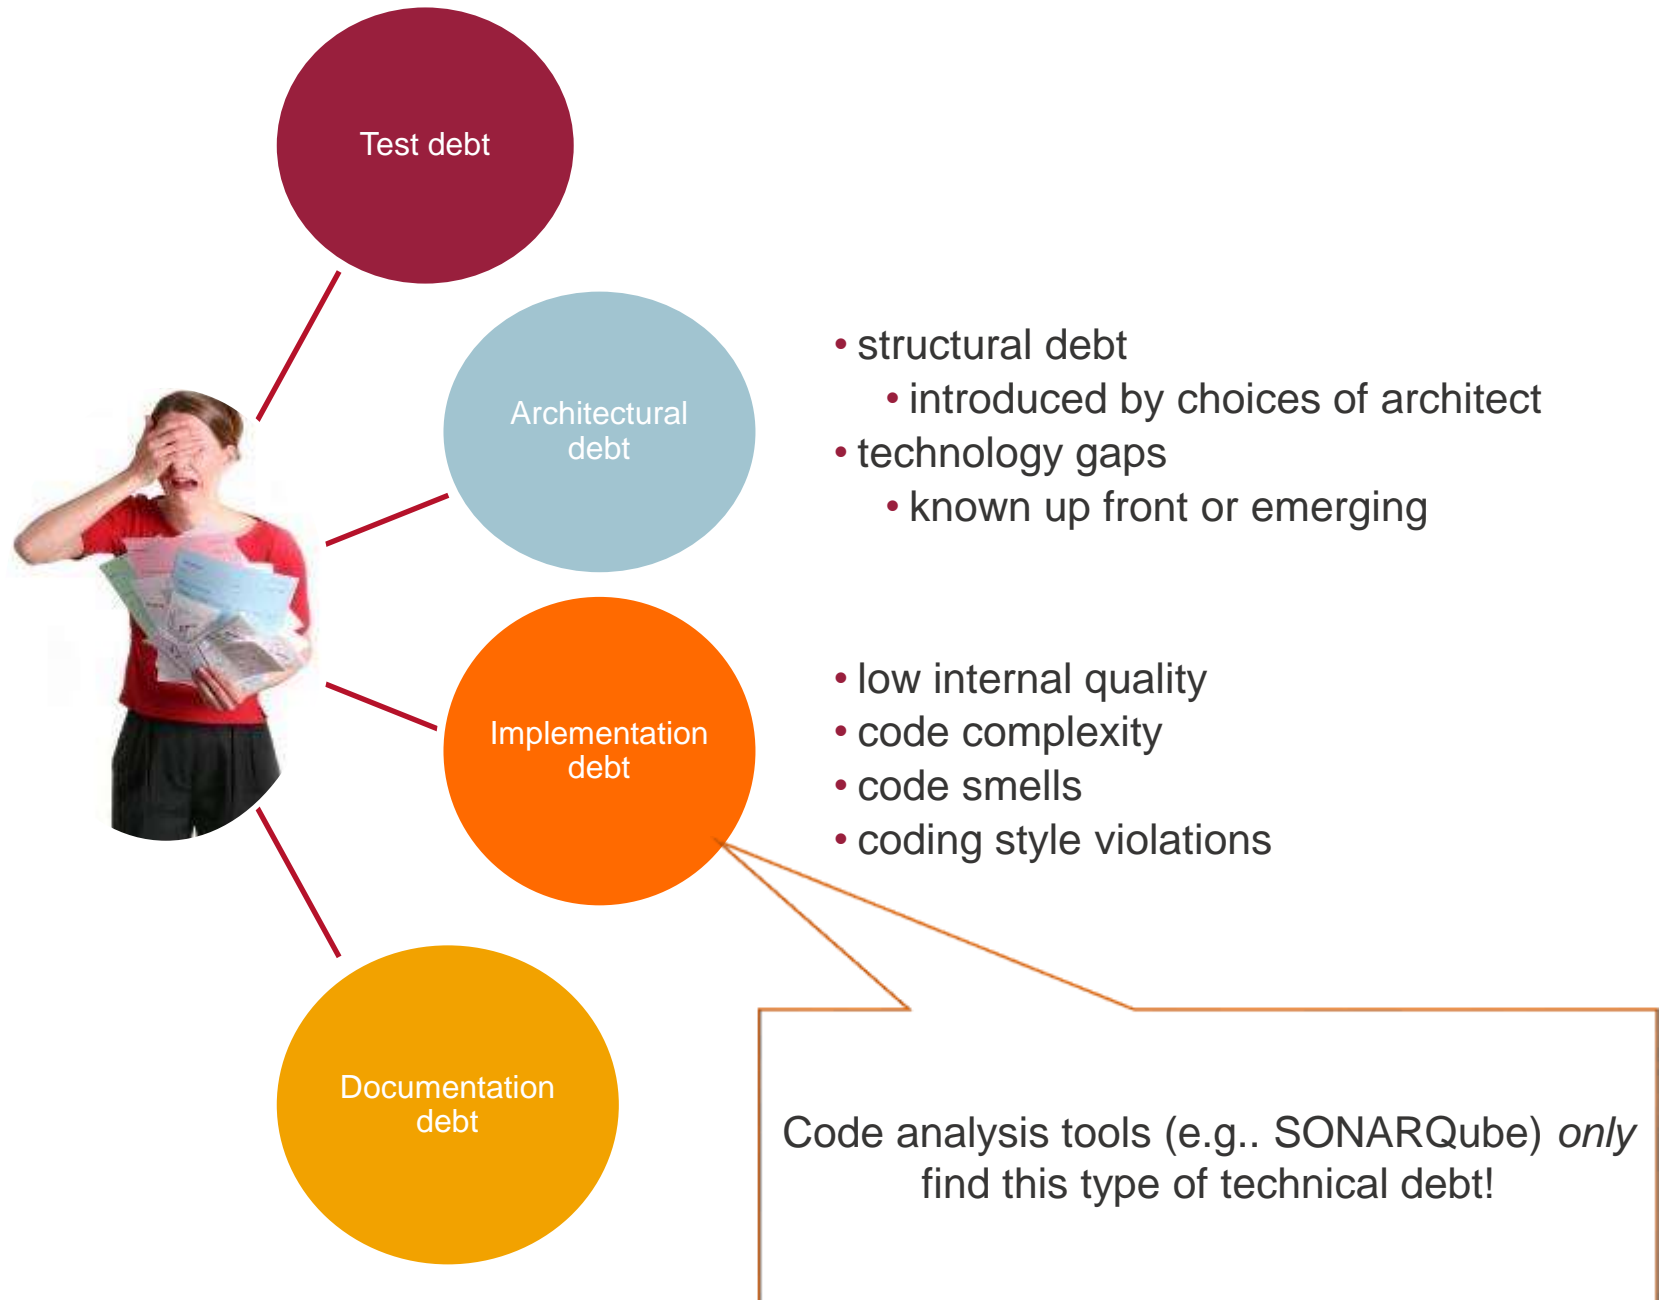 Test debt
Architectural
debt
• structural debt
• introduced by choices of architect
• technology gaps
• known up front or emerging
Implementation
debt
• low internal quality
• code complexity
• code smells
• coding style violations
Documentation
debt
Code analysis tools (e.g.. SONARQube) only
find this type of technical debt!